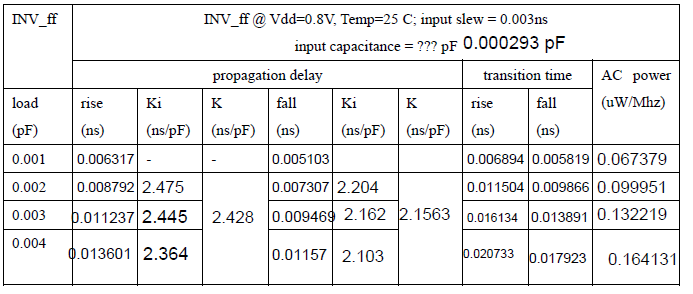 INV_ff INV_ff @ Vdd=0.8V, Temp=25 C; input slew = 0.003ns
input capacitance = ??? pF 0.000293 pF
propagation delay transition time AC power
(uW/Mhz)
load rise Ki K fall Ki K rise fall
(pF) (ns) (ns/pF) (ns/pF) (ns) (ns/pF) (ns/pF) (ns) (ns)
0.001 0.006317 - - 0.005103 0.006894 0.005819 0.067379
0.002 0.008792 2.475 0.007307 2.204 0.011504 0.009866 0.099951
0.003 0.011237 2.445 2.428 0.009469 2.162 2.1563 0.016134 0.013891 0.132219
0.004 0.013601 2.364 0.01157 2.103 0.020733 0.017923 0.164131